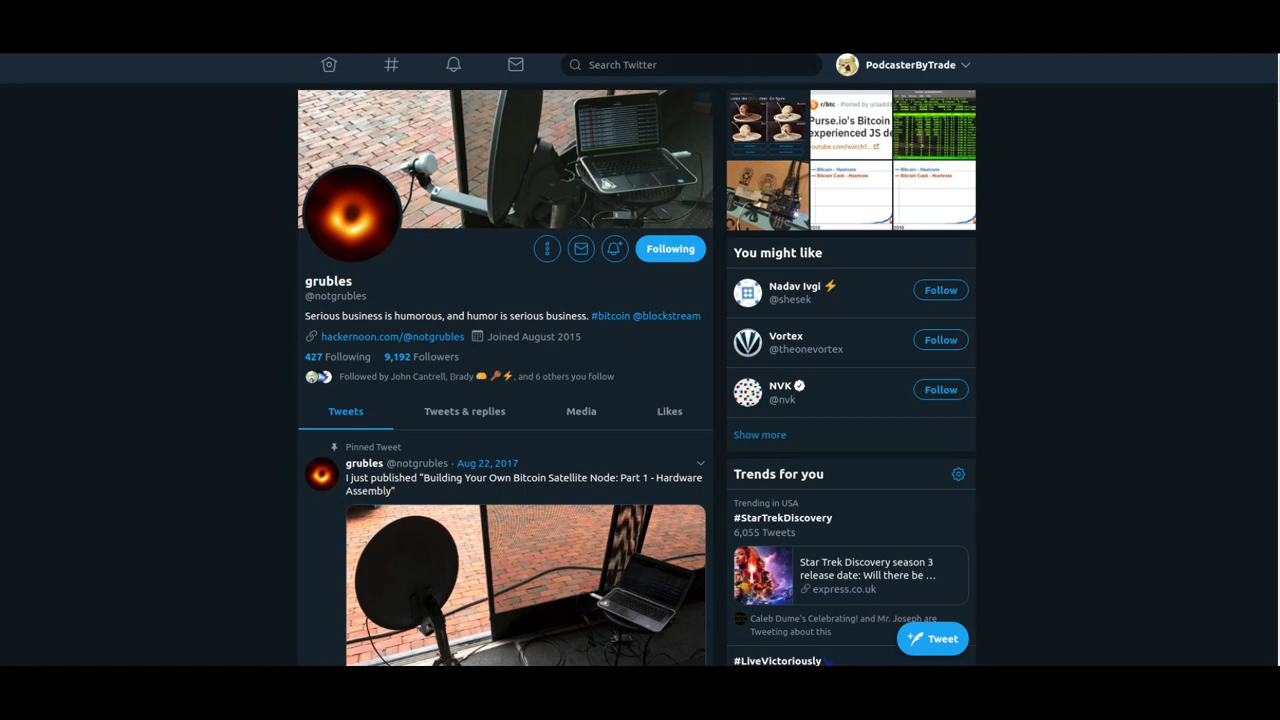 Search Twitter
PodcasterByTrade
r/btc · Posted by u/sadd
Purse.io's Bitcoin
experienced JS de
youtube.com/watch?...
Bitcoin - Hashrate
Bitcoin Cash - Hashrate
2010
Bitcoin - Hashrate
Bitcoin Cash - Hashrate
2010
Following
grubles
@notgrubles
Serious business is humorous, and humor is serious business. #bitcoin @blockstream
hackernoon.com/@notgrubles Joined August 2015
427 Following 9,192 Followers
Followed by John Cantrell, Brady, and 6 others you follow
Tweets Tweets & replies Media Likes
Pinned Tweet
grubles @notgrubles · Aug 22, 2017
I just published "Building Your Own Bitcoin Satellite Node: Part 1 - Hardware
Assembly"
You might like
Nadav Ivgi
@shesek
Follow
Vortex
@theonevortex
Follow
NVK
@nvk
Follow
Show more
Trends for you
Trending in USA
#StarTrekDiscovery
6,055 Tweets
Star Trek Discovery season 3
release date: Will there be ...
express.co.uk
Caleb Dume's Celebrating! and Mr. Joseph are
Tweeting about this
Tweet
#LiveVictoriously